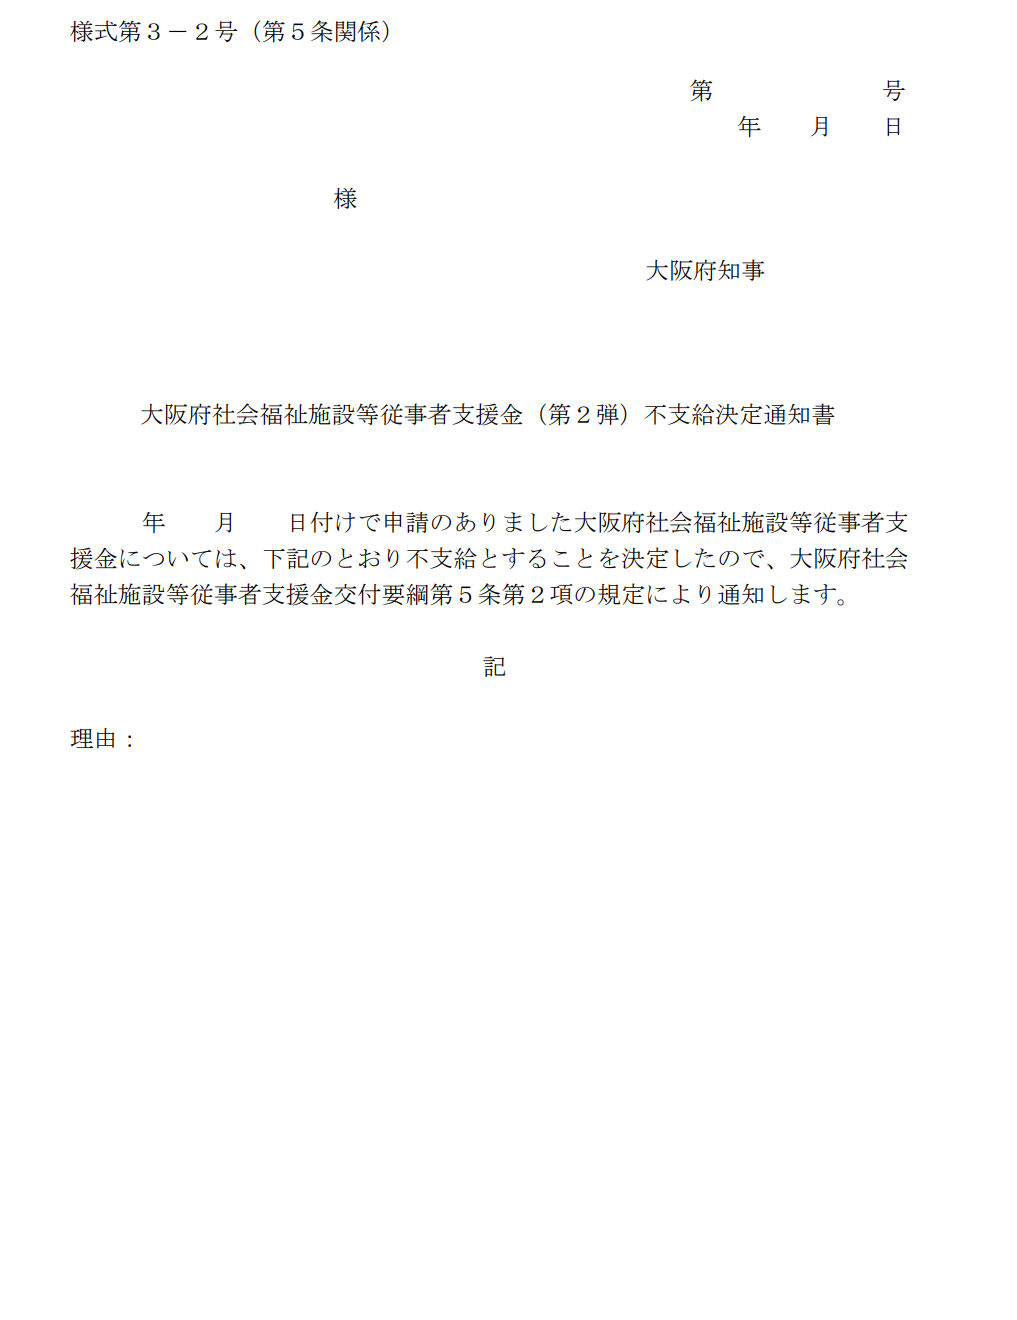 様式第３－２号（第５条関係）
第　　　　　　　号
年　　月　　日
様
大阪府知事
大阪府社会福祉施設等従事者支援金（第２弾）不支給決定通知書
年　　月　　日付けで申請のありました大阪府社会福祉施設等従事者支
援金については、下記のとおり不支給とすることを決定したので、大阪府社会
福祉施設等従事者支援金交付要綱第５条第２項の規定により通知します。
記
理由：